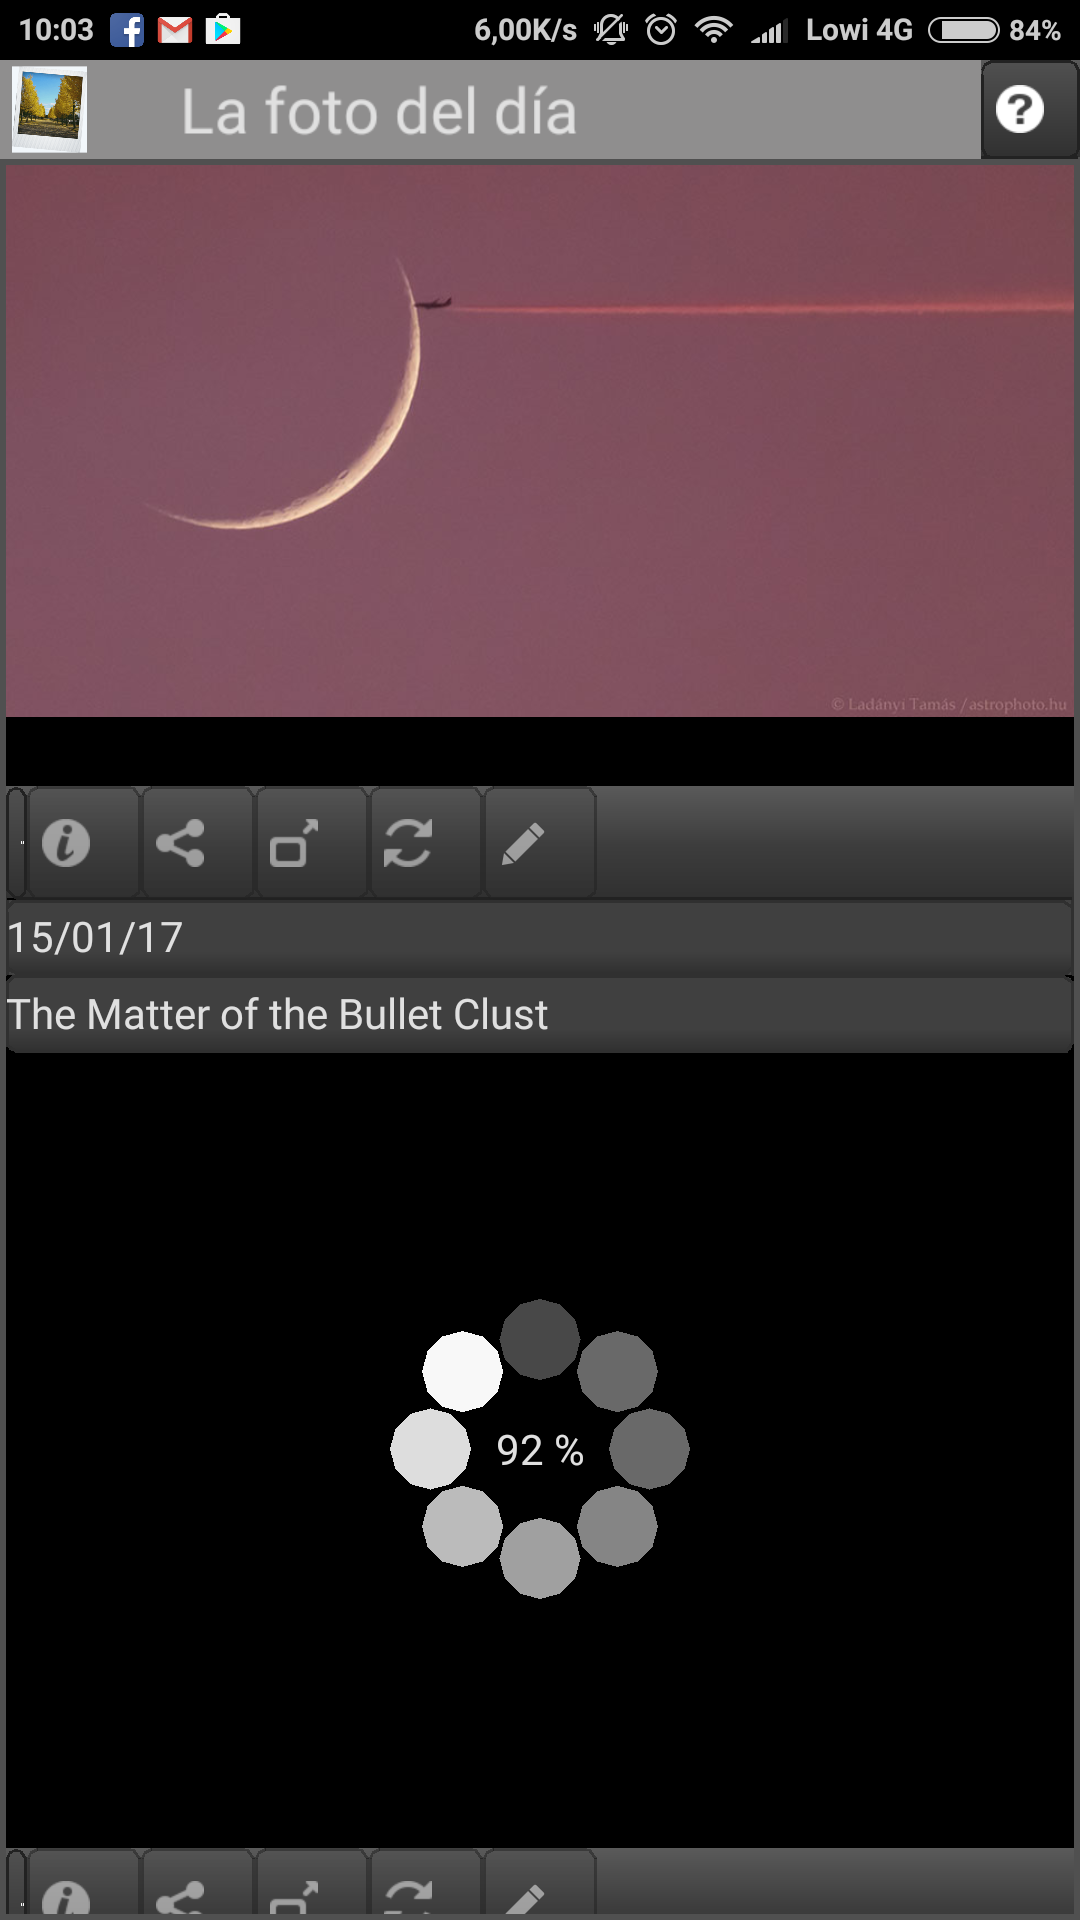 10:03 6,00K/s Lowi 4G 84%
La foto del día
© Ladányi Tamás /astrophoto.hu
15/01/17
The Matter of the Bullet Clust
92 %